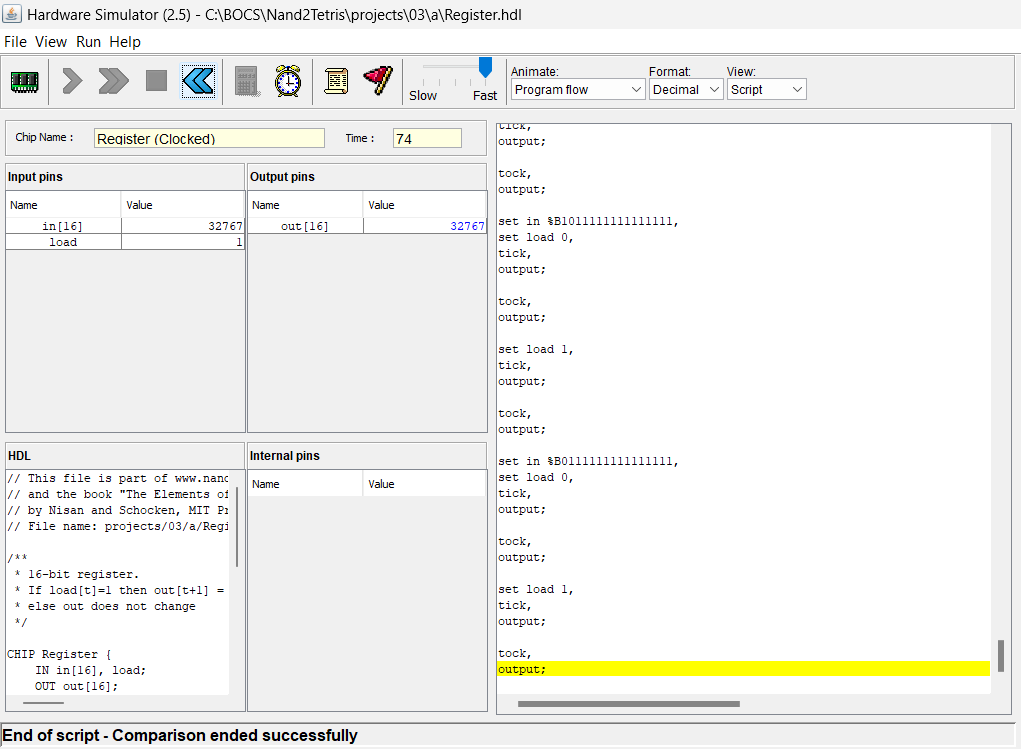 Hardware Simulator (2.5) - C:\BOCS\Nand2Tetris\projects\03\a\Register.hdl
File View Run Help
Slow Fast
Animate: Format: View:
Program flow Decimal Script
Chip Name : Register (Clocked) Time : 74
Input pins
Name Value
in[16] 32767
load 1
Output pins
Name Value
out[16] 32767
HDL
// This file is part of www.nand
// and the book "The Elements of
// by Nisan and Schocken, MIT Pr
// File name: projects/03/a/Regi
/**
* 16-bit register.
* If load[t]=1 then out[t+1] =
* else out does not change
*/
CHIP Register {
IN in[16], load;
OUT out[16];
Internal pins
Name Value
tick,
output;
tock,
output;
set in %B1011111111111111,
set load 0,
tick,
output;
tock,
output;
set load 1,
tick,
output;
tock,
output;
set in %B0111111111111111,
set load 0,
tick,
output;
tock,
output;
set load 1,
tick,
output;
tock,
output;
End of script - Comparison ended successfully